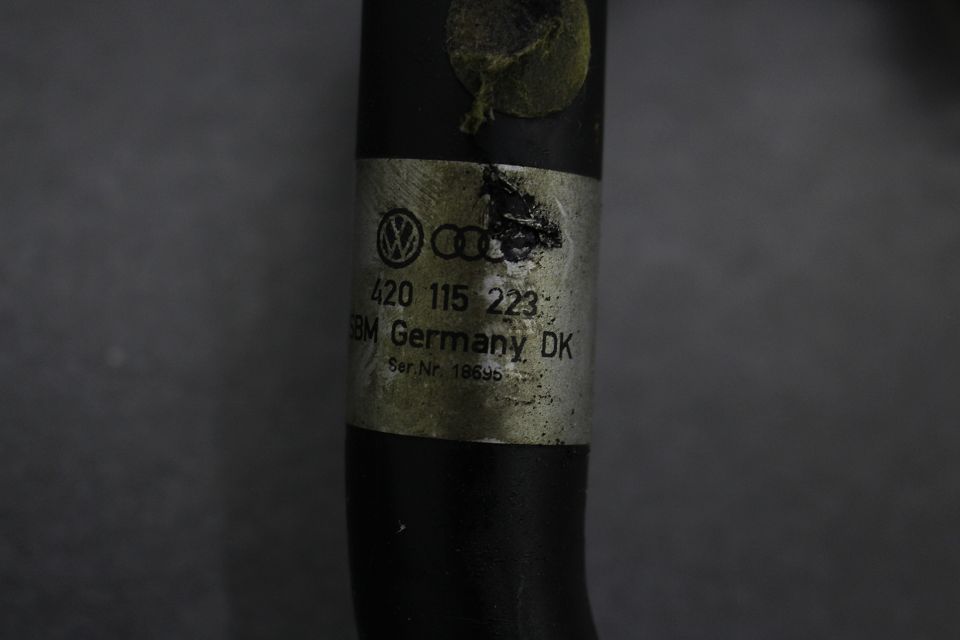 420 115 223
SBM Germany DK
Ser.Nr. 18695